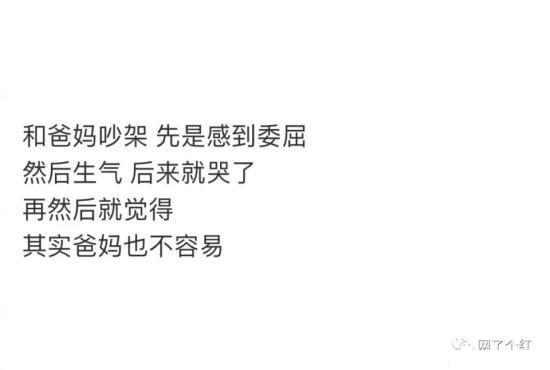 和爸妈吵架 先是感到委屈
然后生气 后来就哭了
再然后就觉得
其实爸妈也不容易
网了个红